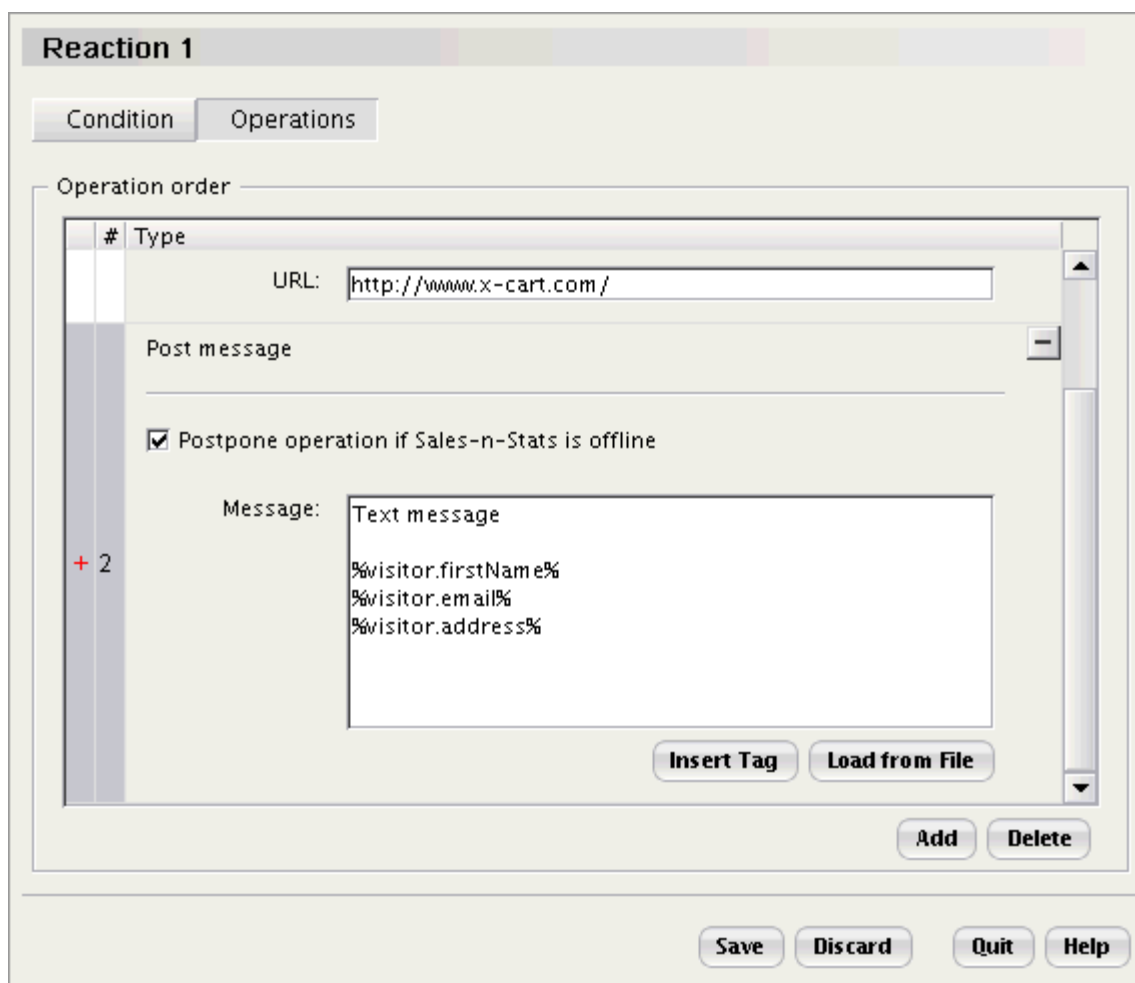 Reaction 1
Condition Operations
Operation order
# Type
URL: http://www.x-cart.com/
Post message
Postpone operation if Sales-n-Stats is offline
Message: Text message
%visitor.firstName%
+ 2
%visitor.email%
%visitor.address%
Insert Tag Load from File
Add Delete
Save Discard Quit Help